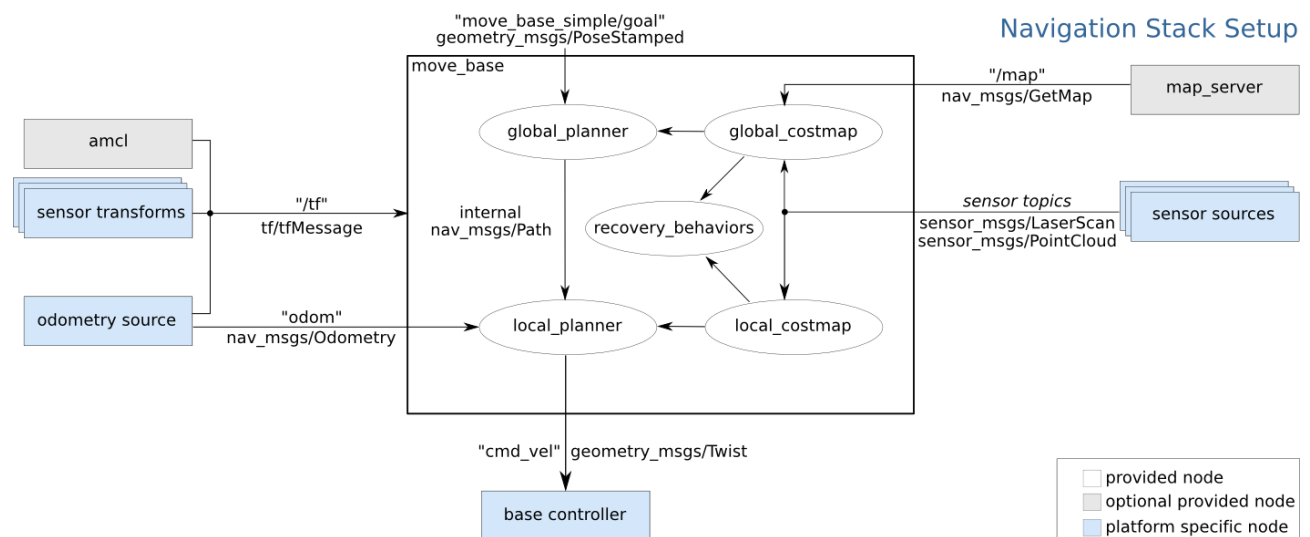 "move_base_simple/goal"
geometry_msgs/PoseStamped
Navigation Stack Setup
move_base
"/map"
nav_msgs/GetMap
map_server
amcl
global_planner
global_costmap
sensor transforms
"/tf"
tf/tfMessage
internal
nav_msgs/Path
recovery_behaviors
sensor topics
sensor_msgs/LaserScan
sensor_msgs/PointCloud
sensor sources
odometry source
"odom"
nav_msgs/Odometry
local_planner
local_costmap
"cmd_vel" geometry_msgs/Twist
base controller
provided node
optional provided node
platform specific node